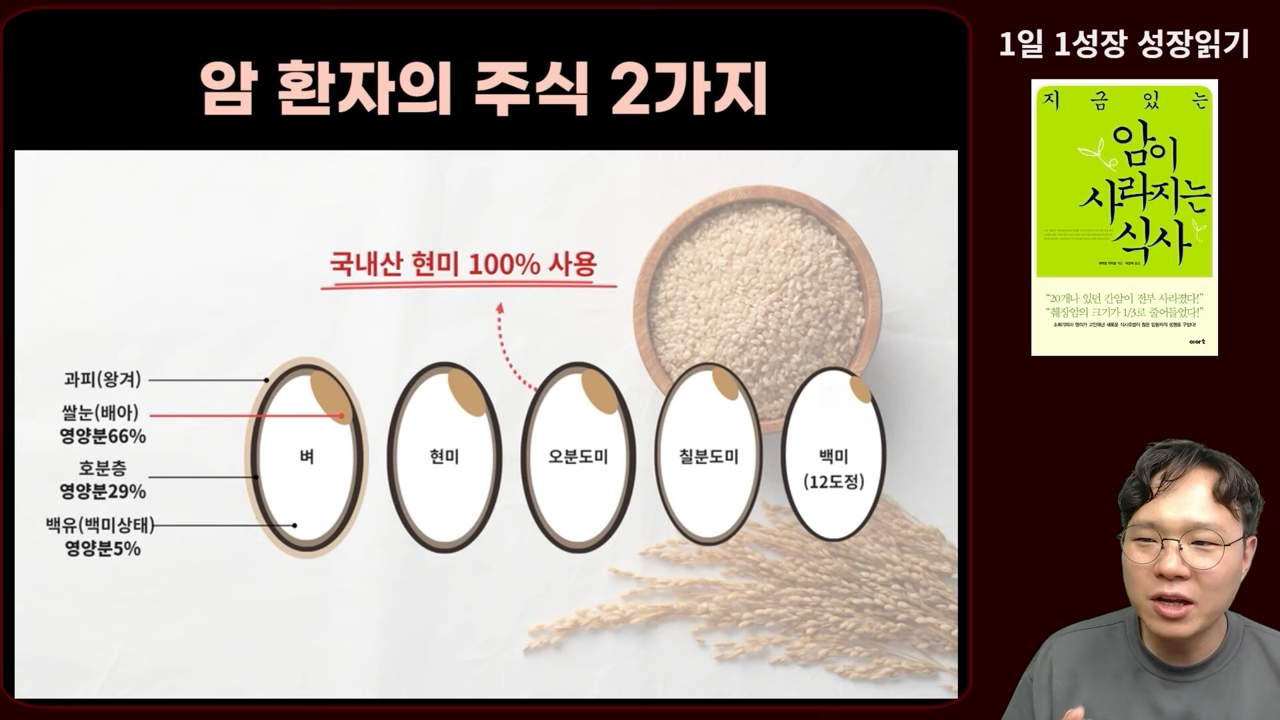 암 환자의 주식 2가지
국내산 현미 100% 사용
과피(왕겨)
쌀눈(배아)
영양분66%
호분층
영양분29%
백유(백미상태)
영양분5%
벼
현미
오분도미
칠분도미
백미
(12도정)
1일 1성장 성장읽기
지금있는
암이
사라지는
식사
“20개나 있던 간암이 전부 사라졌다!”
“췌장암의 크기가 1/3로 줄어들었다!”